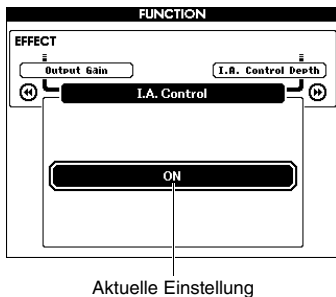 FUNCTION
EFFECT
Output Gain
I.A. Control Depth
I.A. Control
ON
Aktuelle Einstellung